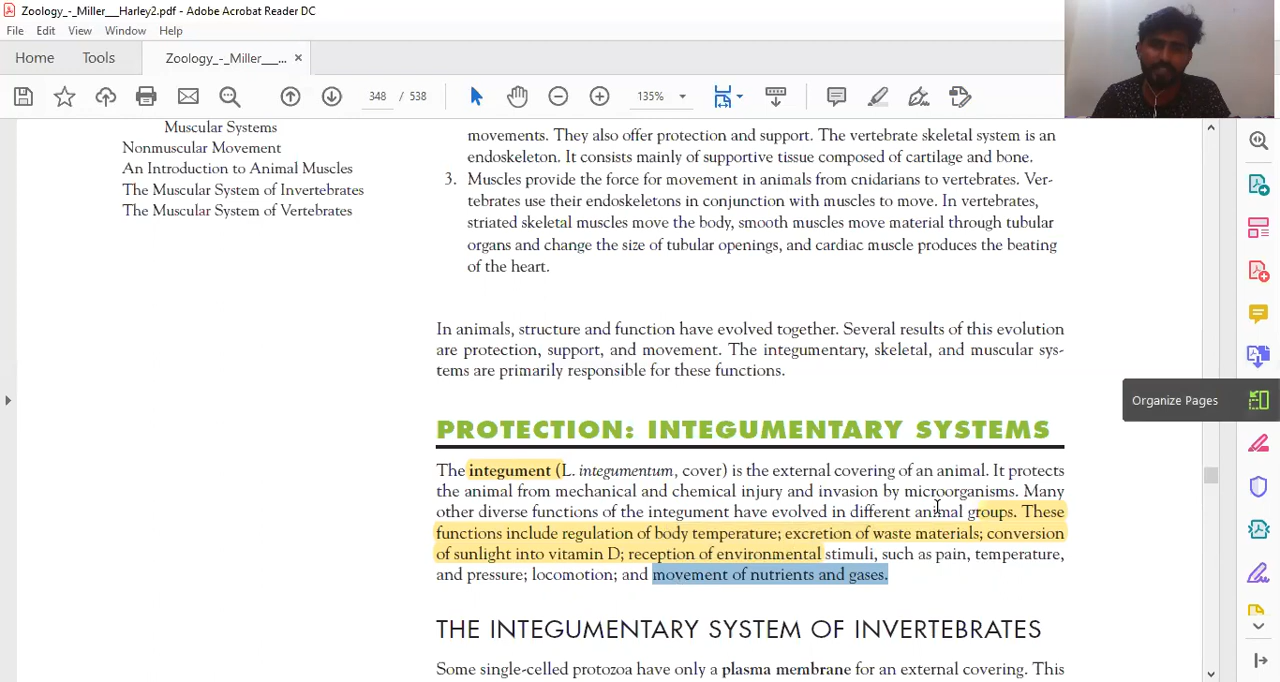 Zoology_-_Miller___Harley2.pdf - Adobe Acrobat Reader DC
File Edit View Window Help
Home Tools Zoology_-_Miller___... ×
348 / 538 135%
Muscular Systems
Nonmuscular Movement
An Introduction to Animal Muscles
The Muscular System of Invertebrates
The Muscular System of Vertebrates
movements. They also offer protection and support. The vertebrate skeletal system is an
endoskeleton. It consists mainly of supportive tissue composed of cartilage and bone.
3. Muscles provide the force for movement in animals from cnidarians to vertebrates. Ver-
tebrates use their endoskeletons in conjunction with muscles to move. In vertebrates,
striated skeletal muscles move the body, smooth muscles move material through tubular
organs and change the size of tubular openings, and cardiac muscle produces the beating
of the heart.
In animals, structure and function have evolved together. Several results of this evolution
are protection, support, and movement. The integumentary, skeletal, and muscular sys-
tems are primarily responsible for these functions.
Organize Pages
PROTECTION: INTEGUMENTARY SYSTEMS
The integument (L. integumentum, cover) is the external covering of an animal. It protects
the animal from mechanical and chemical injury and invasion by microorganisms. Many
other diverse functions of the integument have evolved in different animal groups. These
functions include regulation of body temperature; excretion of waste materials; conversion
of sunlight into vitamin D; reception of environmental stimuli, such as pain, temperature,
and pressure; locomotion; and movement of nutrients and gases.
THE INTEGUMENTARY SYSTEM OF INVERTEBRATES
Some single-celled protozoa have only a plasma membrane for an external covering. This